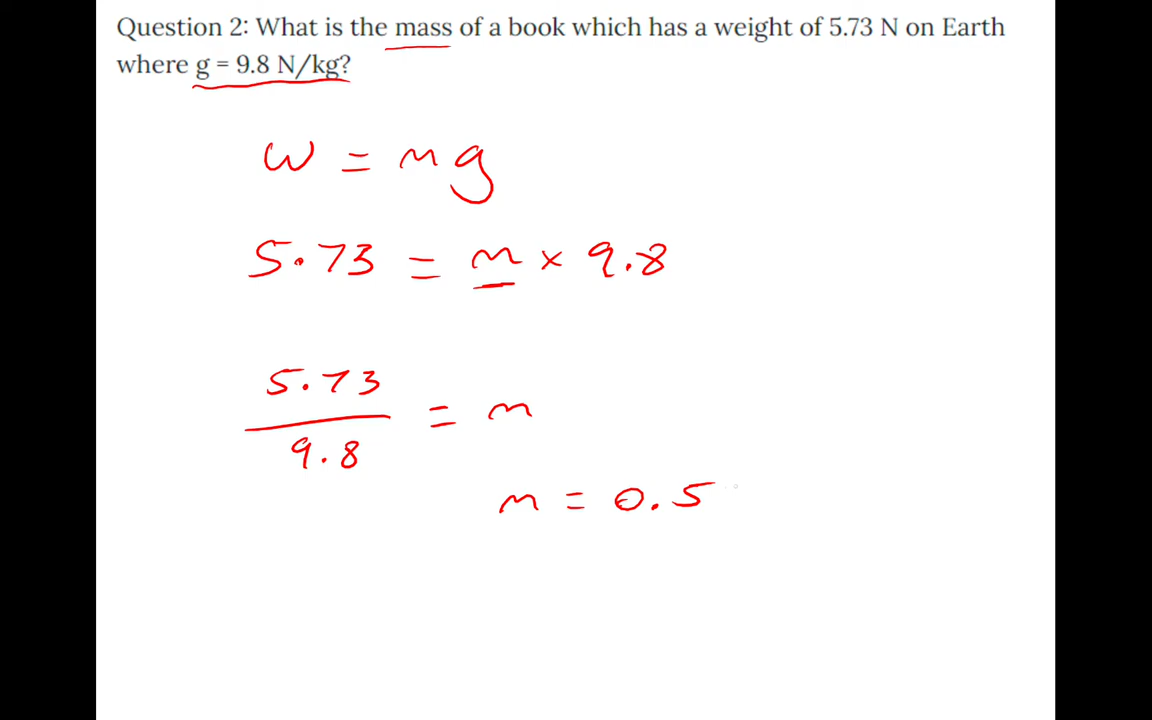 Question 2: What is the mass of a book which has a weight of 5.73 N on Earth
where g = 9.8 N/kg?
W = mg
5.73 = m × 9.8
5.73
9.8
= m
m = 0.5